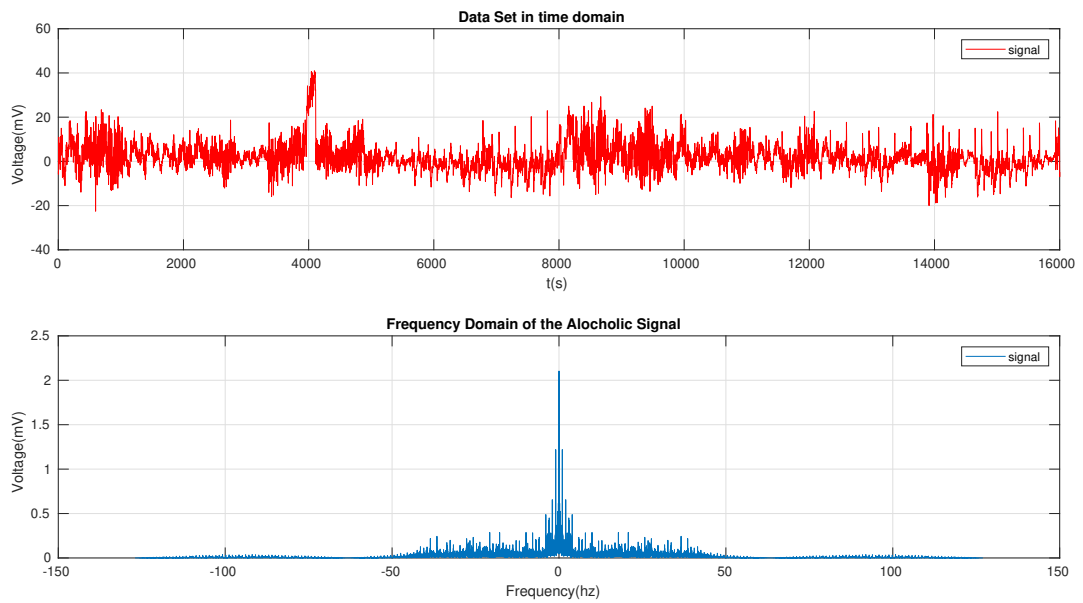 Data Set in time domain
60
40
20
0
-20
-40
Voltage(mV)
signal
0 2000 4000 6000 8000 10000 12000 14000 16000
t(s)
Frequency Domain of the Alocholic Signal
2.5
2
1.5
1
0.5
0
Voltage(mV)
signal
-150 -100 -50 0 50 100 150
Frequency(hz)